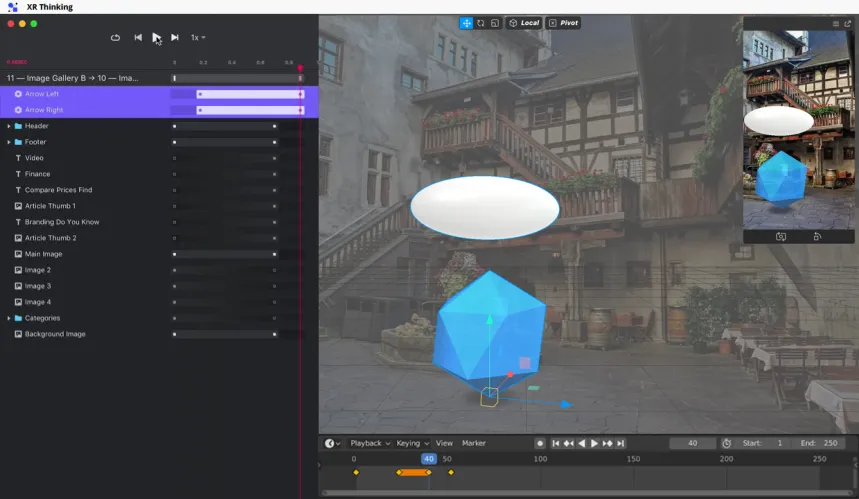 XR Thinking
Local
Pivot
1x
0 0.2 0.4 0.6 0.8
11 — Image Gallery B → 10 — Ima...
Arrow Left
Arrow Right
Header
Footer
Video
Finance
Compare Prices Find
Article Thumb 1
Branding Do You Know
Article Thumb 2
Main Image
Image 2
Image 3
Image 4
Categories
Background Image
Playback Keying View Marker 40 Start: 1 End: 250
0 40 50 100 150 200 250